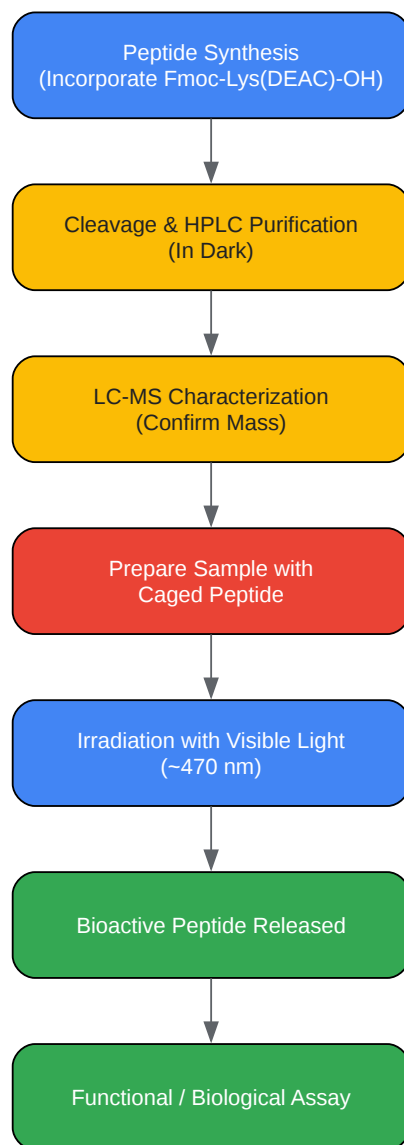 Peptide Synthesis
(Incorporate Fmoc-Lys(DEAC)-OH)
Cleavage & HPLC Purification
(In Dark)
LC-MS Characterization
(Confirm Mass)
Prepare Sample with
Caged Peptide
Irradiation with Visible Light
(~470 nm)
Bioactive Peptide Released
Functional / Biological Assay